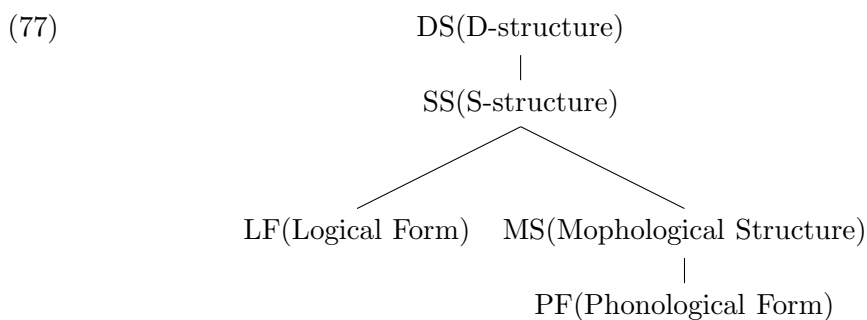 (77) DS(D-structure)
SS(S-structure)
LF(Logical Form) MS(Mophological Structure)
PF(Phonological Form)